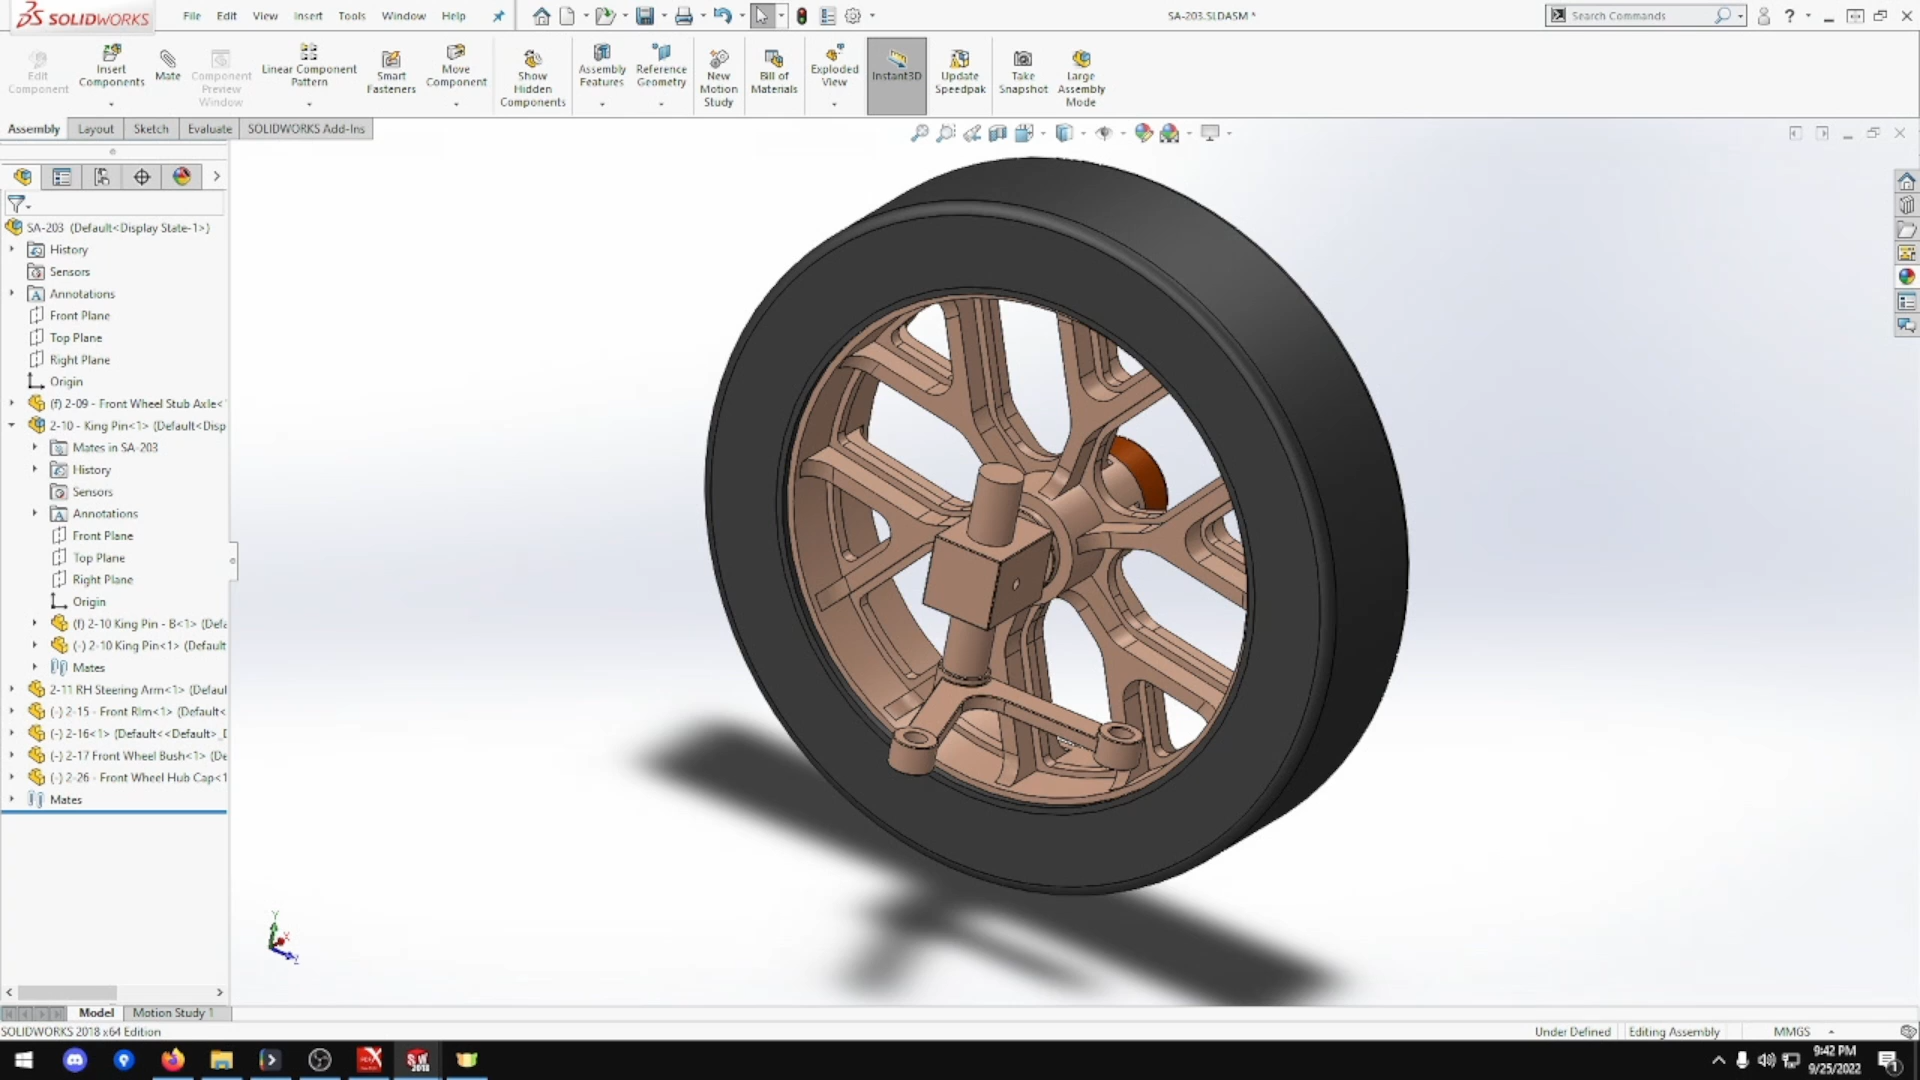 SOLIDWORKS
File Edit View Insert Tools Window Help
SA-203.SLDASM *
Search Commands
Edit Component
Insert Components
Mate
Component Preview Window
Linear Component Pattern
Smart Fasteners
Move Component
Show Hidden Components
Assembly Features
Reference Geometry
New Motion Study
Bill of Materials
Exploded View
Instant3D
Update Speedpak
Take Snapshot
Large Assembly Mode
Assembly Layout Sketch Evaluate SOLIDWORKS Add-Ins
SA-203 (Default<Display State-1>)
History
Sensors
Annotations
Front Plane
Top Plane
Right Plane
Origin
(f) 2-09 - Front Wheel Stub Axle<
2-10 - King Pin<1> (Default<Disp
Mates in SA-203
History
Sensors
Annotations
Front Plane
Top Plane
Right Plane
Origin
(f) 2-10 King Pin - B<1> (Defa
(-) 2-10 King Pin<1> (Default
Mates
2-11 RH Steering Arm<1> (Defaul
(-) 2-15 - Front RIm<1> (Default<
(-) 2-16<1> (Default<<Default>_D
(-) 2-17 Front Wheel Bush<1> (De
(-) 2-26 - Front Wheel Hub Cap<1
Mates
Y
X
Z
Model Motion Study 1
SOLIDWORKS 2018 x64 Edition
Under Defined Editing Assembly MMGS
9:42 PM
9/25/2022